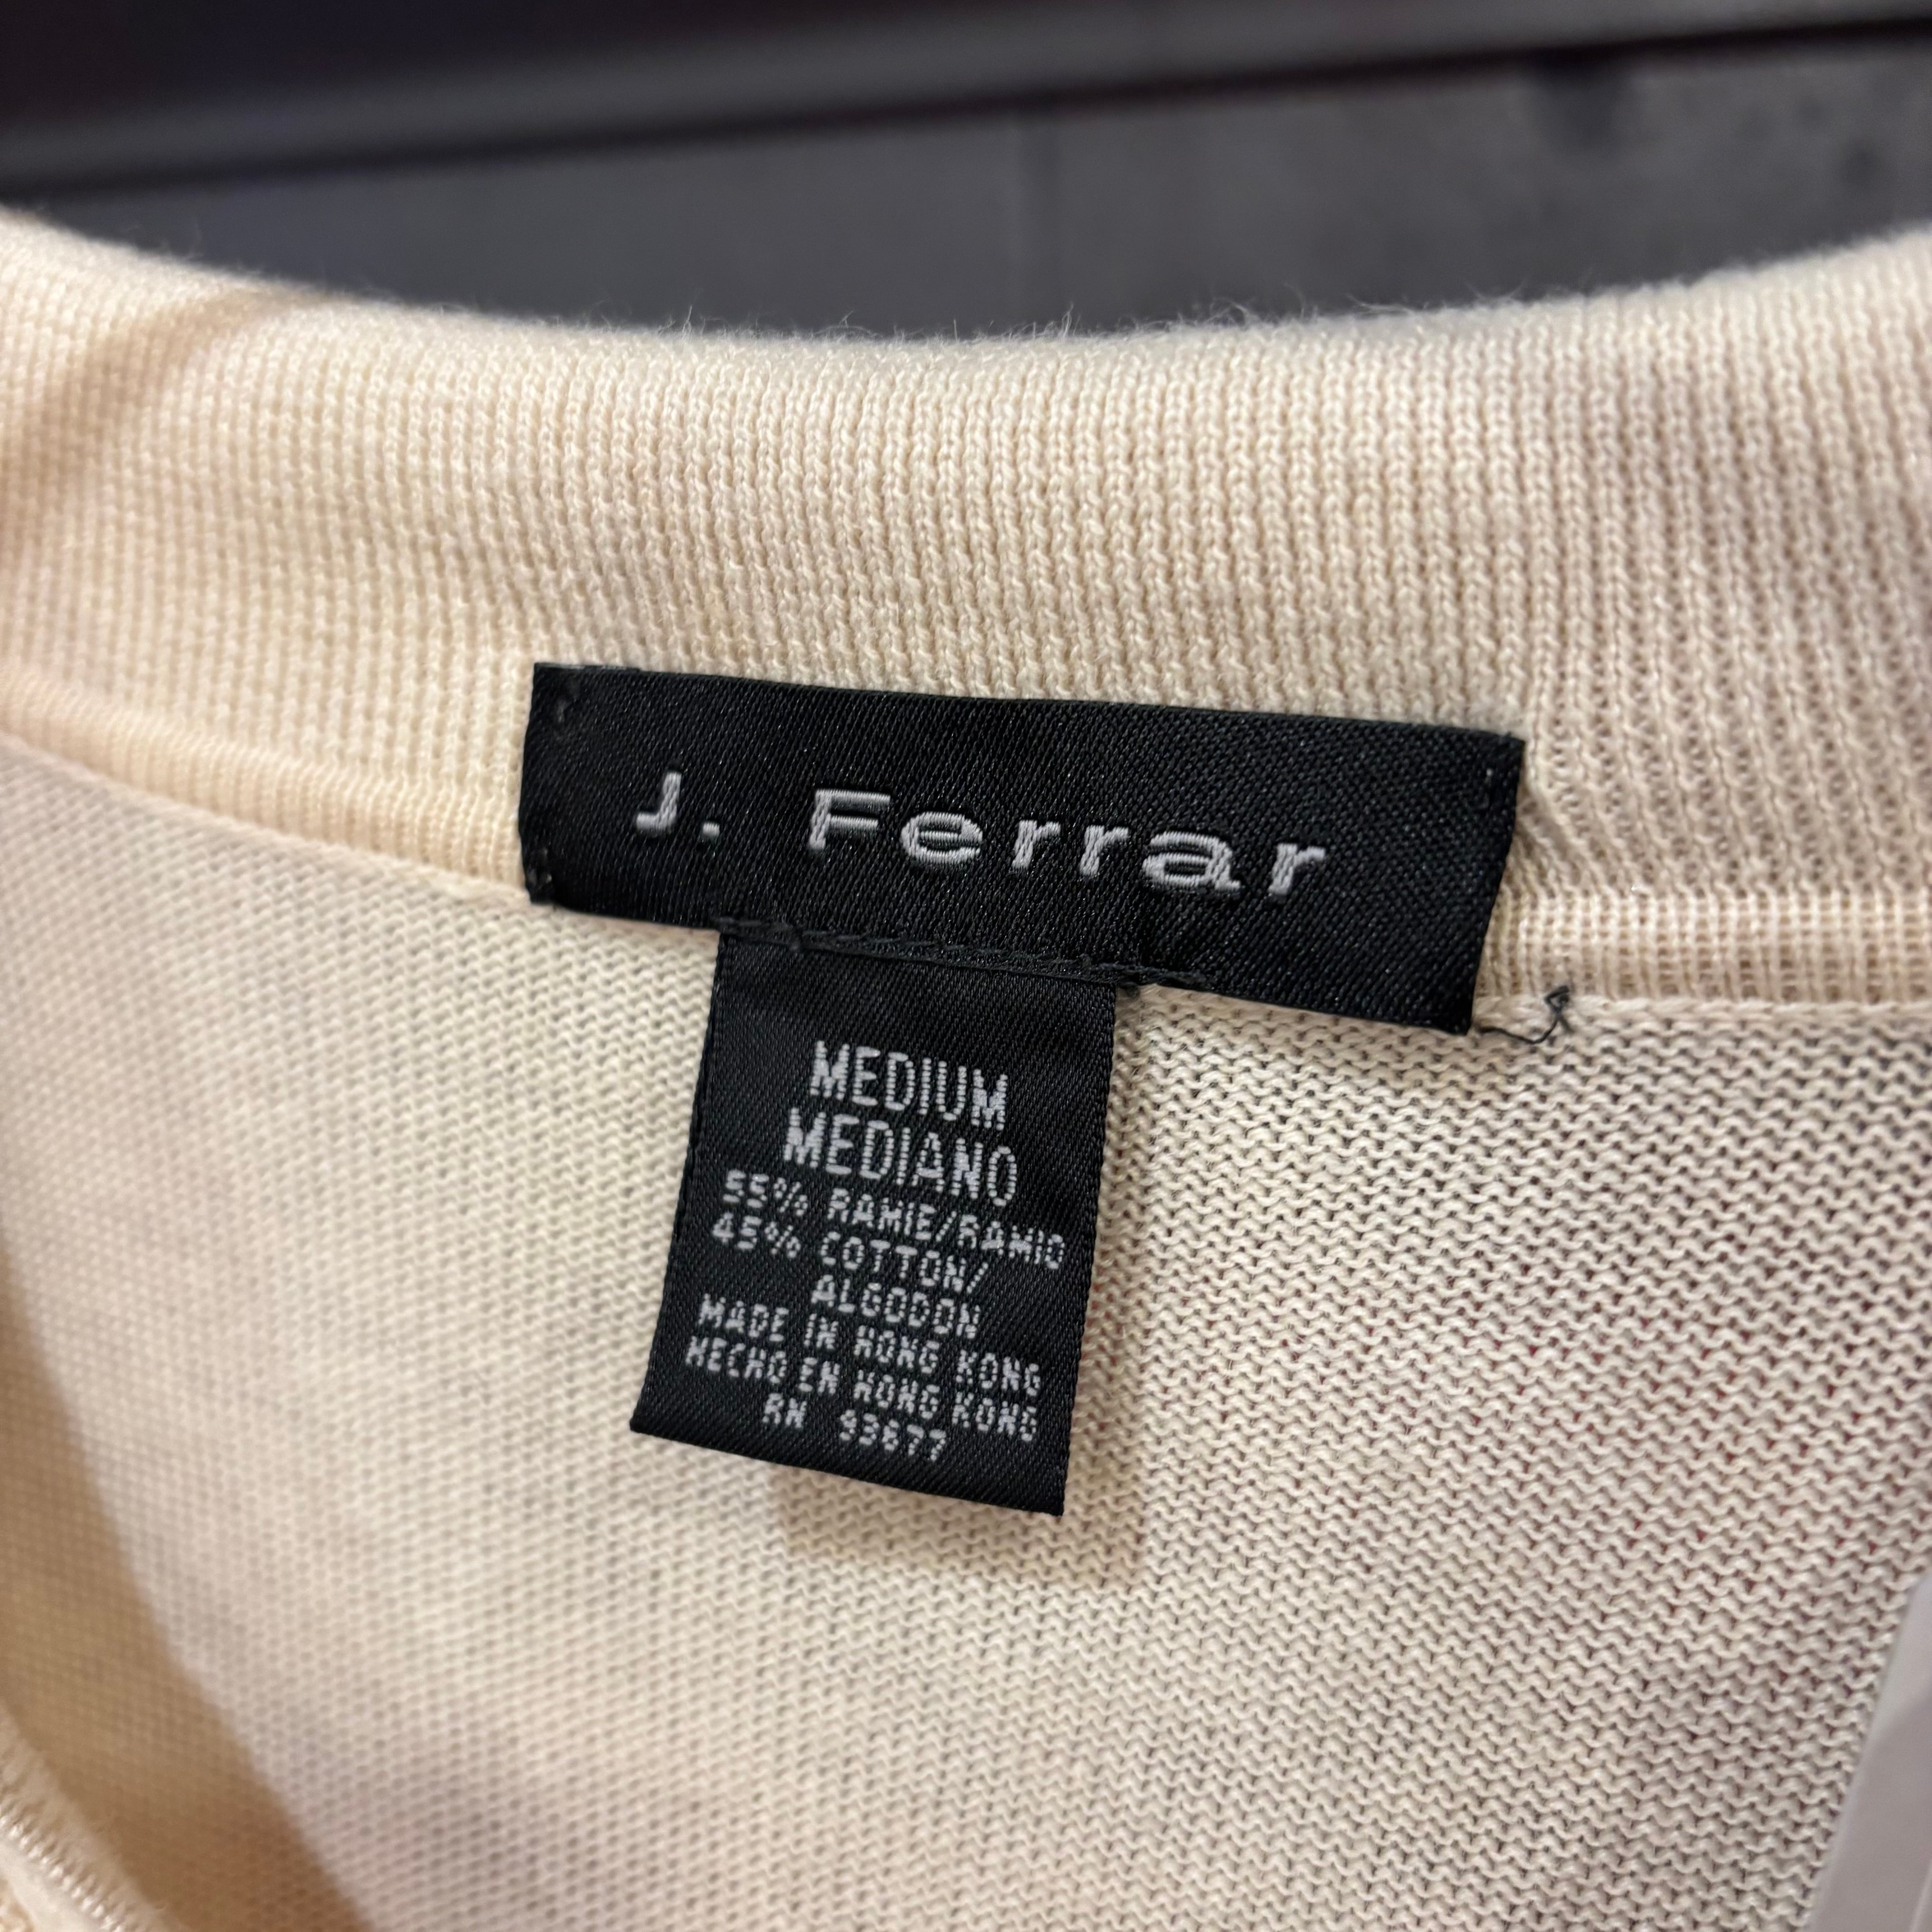 J. Ferrar
MEDIUM
MEDIANO
55% RAMIE/RAMIO
45% COTTON/
ALGODON
MADE IN HONG KONG
HECHO EN HONG KONG
RN 93677